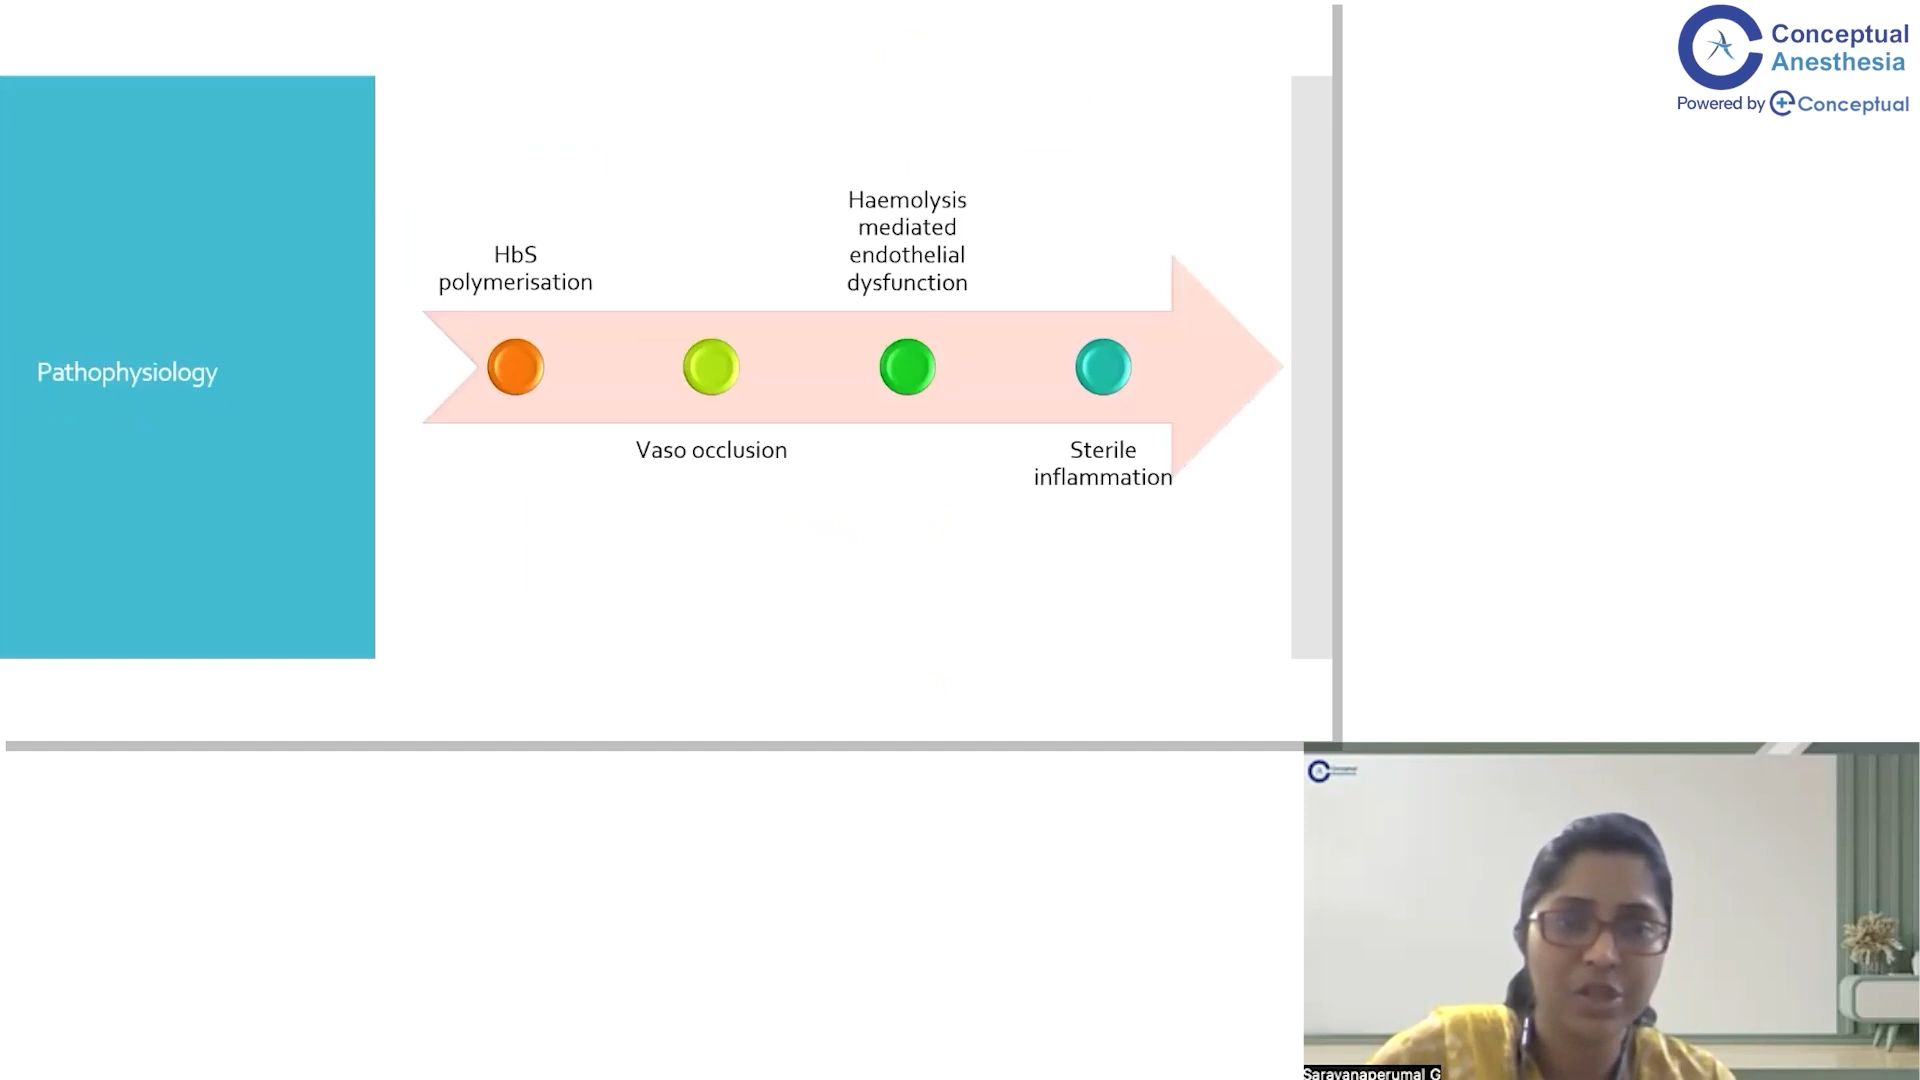 Conceptual
Anesthesia
Powered by Conceptual
Pathophysiology
HbS
polymerisation
Vaso occlusion
Haemolysis
mediated
endothelial
dysfunction
Sterile
inflammation
Saravanaperumal G